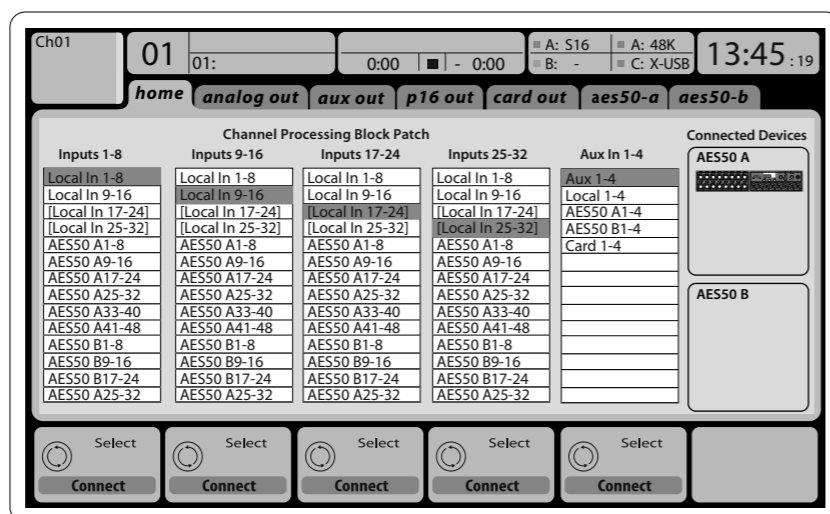 Ch01
01
01:
0:00 - 0:00
A: S16 A: 48K
B: - C: X-USB
13:45 :19
home analog out aux out p16 out card out aes50-a aes50-b
Channel Processing Block Patch
Connected Devices
Inputs 1-8 Inputs 9-16 Inputs 17-24 Inputs 25-32 Aux In 1-4
AES50 A
Local In 1-8 Local In 1-8 Local In 1-8 Local In 1-8 Aux 1-4
Local In 9-16 Local In 9-16 Local In 9-16 Local In 9-16 Local 1-4
[Local In 17-24] [Local In 17-24] [Local In 17-24] [Local In 17-24] AES50 A1-4
[Local In 25-32] [Local In 25-32] [Local In 25-32] [Local In 25-32] AES50 B1-4
AES50 A1-8 AES50 A1-8 AES50 A1-8 AES50 A1-8 Card 1-4
AES50 A9-16 AES50 A9-16 AES50 A9-16 AES50 A9-16
AES50 A17-24 AES50 A17-24 AES50 A17-24 AES50 A17-24
AES50 A25-32 AES50 A25-32 AES50 A25-32 AES50 A25-32
AES50 B
AES50 A33-40 AES50 A33-40 AES50 A33-40 AES50 A33-40
AES50 A41-48 AES50 A41-48 AES50 A41-48 AES50 A41-48
AES50 B1-8 AES50 B1-8 AES50 B1-8 AES50 B1-8
AES50 B9-16 AES50 B9-16 AES50 B9-16 AES50 B9-16
AES50 B17-24 AES50 B17-24 AES50 B17-24 AES50 B17-24
AES50 A25-32 AES50 A25-32 AES50 A25-32 AES50 A25-32
Select Select Select Select Select
Connect Connect Connect Connect Connect